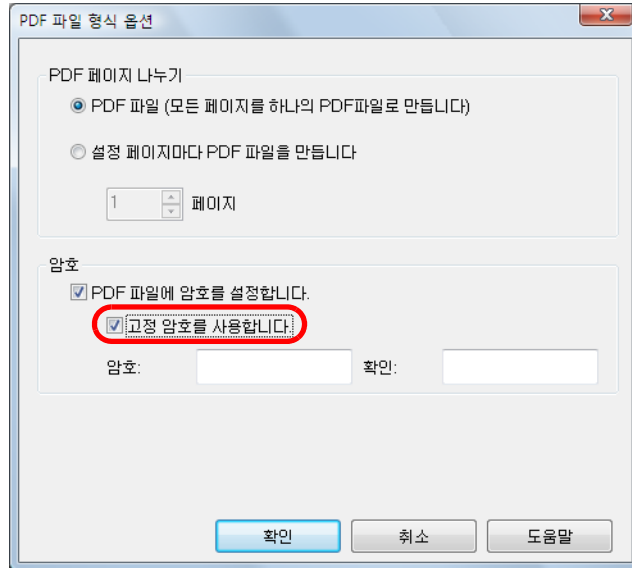 PDF 파일 형식 옵션
PDF 페이지 나누기
PDF 파일 (모든 페이지를 하나의 PDF파일로 만듭니다)
설정 페이지마다 PDF 파일을 만듭니다
1 페이지
암호
PDF 파일에 암호를 설정합니다.
고정 암호를 사용합니다.
암호: 확인:
확인 취소 도움말